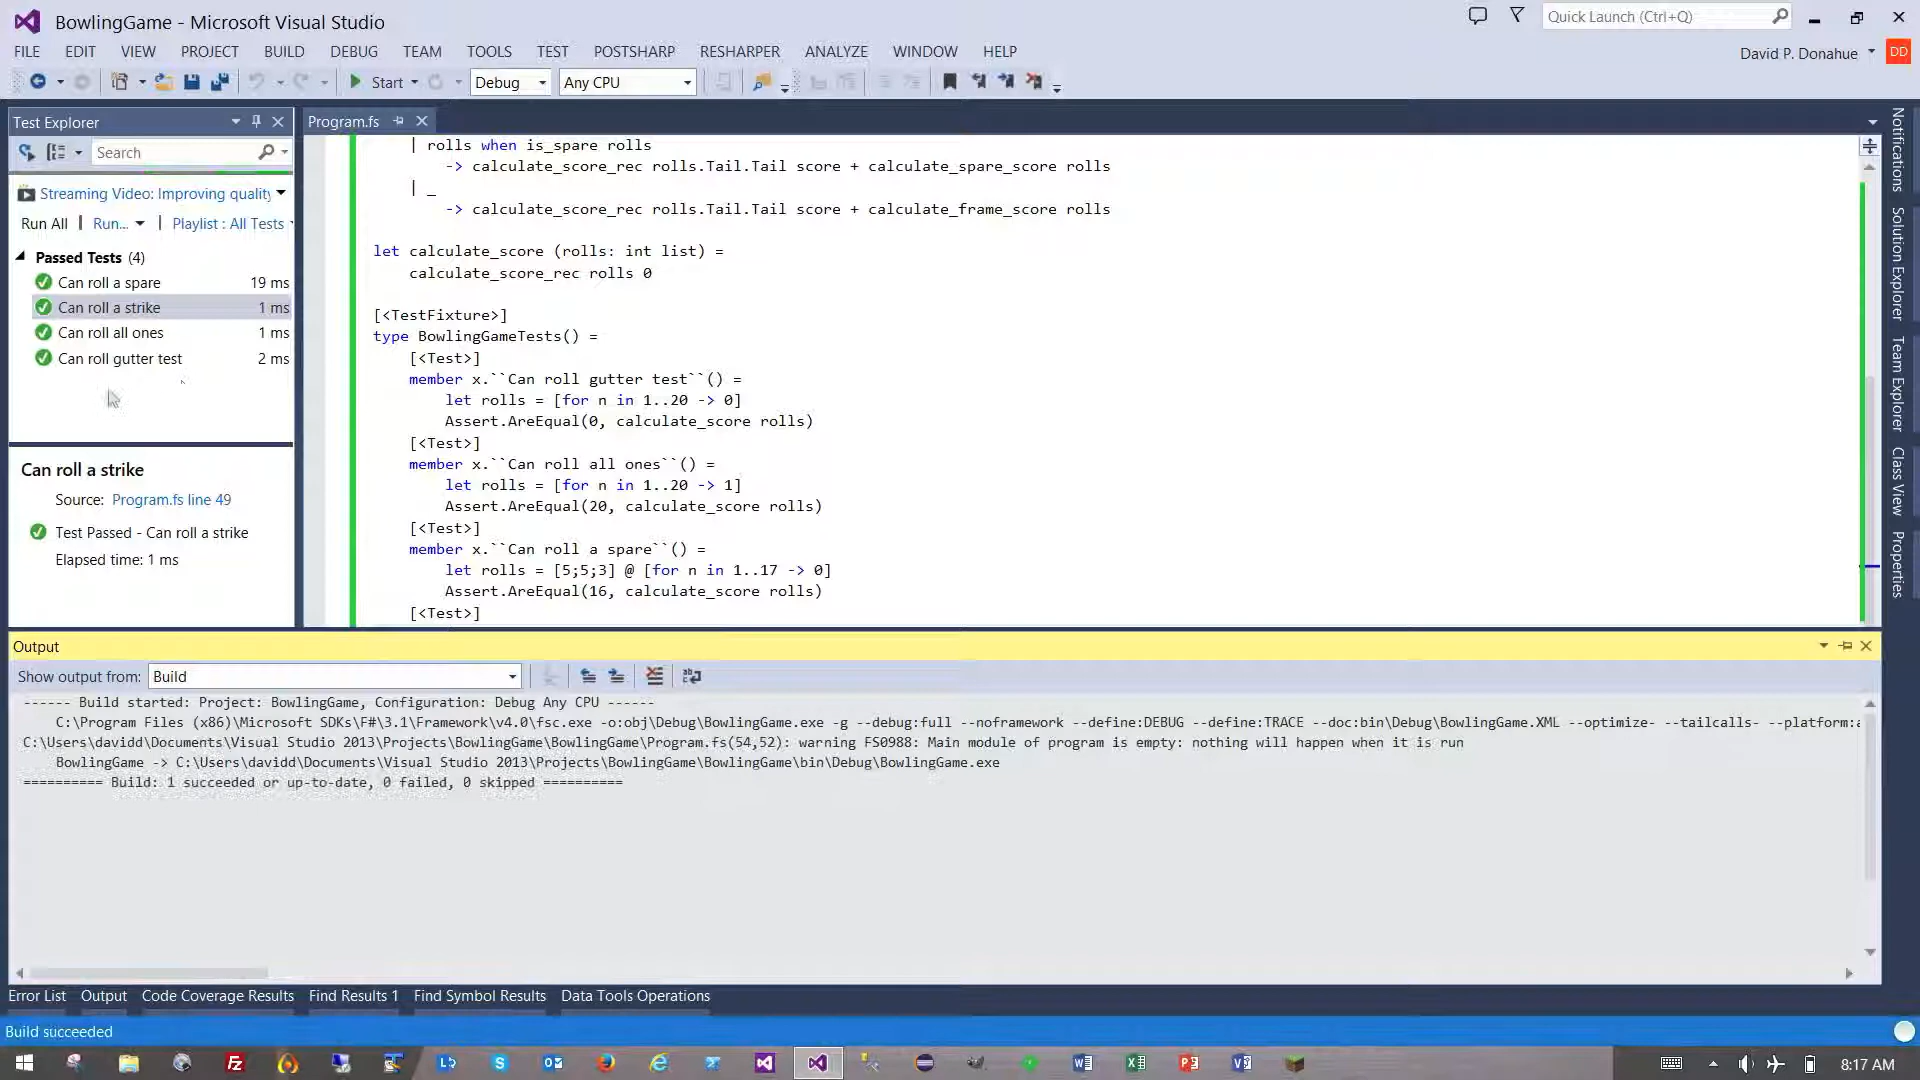 BowlingGame - Microsoft Visual Studio
Quick Launch (Ctrl+Q)
FILE EDIT VIEW PROJECT BUILD DEBUG TEAM TOOLS TEST POSTSHARP RESHARPER ANALYZE WINDOW HELP
David P. Donahue DD
Start Debug Any CPU
Test Explorer
Search
Streaming Video: Improving quality
Run All | Run... | Playlist : All Tests
Passed Tests (4)
Can roll a spare 19 ms
Can roll a strike 1 ms
Can roll all ones 1 ms
Can roll gutter test 2 ms
Can roll a strike
Source: Program.fs line 49
Test Passed - Can roll a strike
Elapsed time: 1 ms
Program.fs
| rolls when is_spare rolls
-> calculate_score_rec rolls.Tail.Tail score + calculate_spare_score rolls
| _
-> calculate_score_rec rolls.Tail.Tail score + calculate_frame_score rolls
let calculate_score (rolls: int list) =
calculate_score_rec rolls 0
[<TestFixture>]
type BowlingGameTests() =
[<Test>]
member x.``Can roll gutter test``() =
let rolls = [for n in 1..20 -> 0]
Assert.AreEqual(0, calculate_score rolls)
[<Test>]
member x.``Can roll all ones``() =
let rolls = [for n in 1..20 -> 1]
Assert.AreEqual(20, calculate_score rolls)
[<Test>]
member x.``Can roll a spare``() =
let rolls = [5;5;3] @ [for n in 1..17 -> 0]
Assert.AreEqual(16, calculate_score rolls)
[<Test>]
Notifications
Solution Explorer
Team Explorer
Class View
Properties
Output
Show output from: Build
------ Build started: Project: BowlingGame, Configuration: Debug Any CPU ------
C:\Program Files (x86)\Microsoft SDKs\F#\3.1\Framework\v4.0\fsc.exe -o:obj\Debug\BowlingGame.exe -g --debug:full --noframework --define:DEBUG --define:TRACE --doc:bin\Debug\BowlingGame.XML --optimize- --tailcalls- --platform:a
C:\Users\davidd\Documents\Visual Studio 2013\Projects\BowlingGame\BowlingGame\Program.fs(54,52): warning FS0988: Main module of program is empty: nothing will happen when it is run
BowlingGame -> C:\Users\davidd\Documents\Visual Studio 2013\Projects\BowlingGame\BowlingGame\bin\Debug\BowlingGame.exe
========== Build: 1 succeeded or up-to-date, 0 failed, 0 skipped ==========
Error List Output Code Coverage Results Find Results 1 Find Symbol Results Data Tools Operations
Build succeeded
8:17 AM